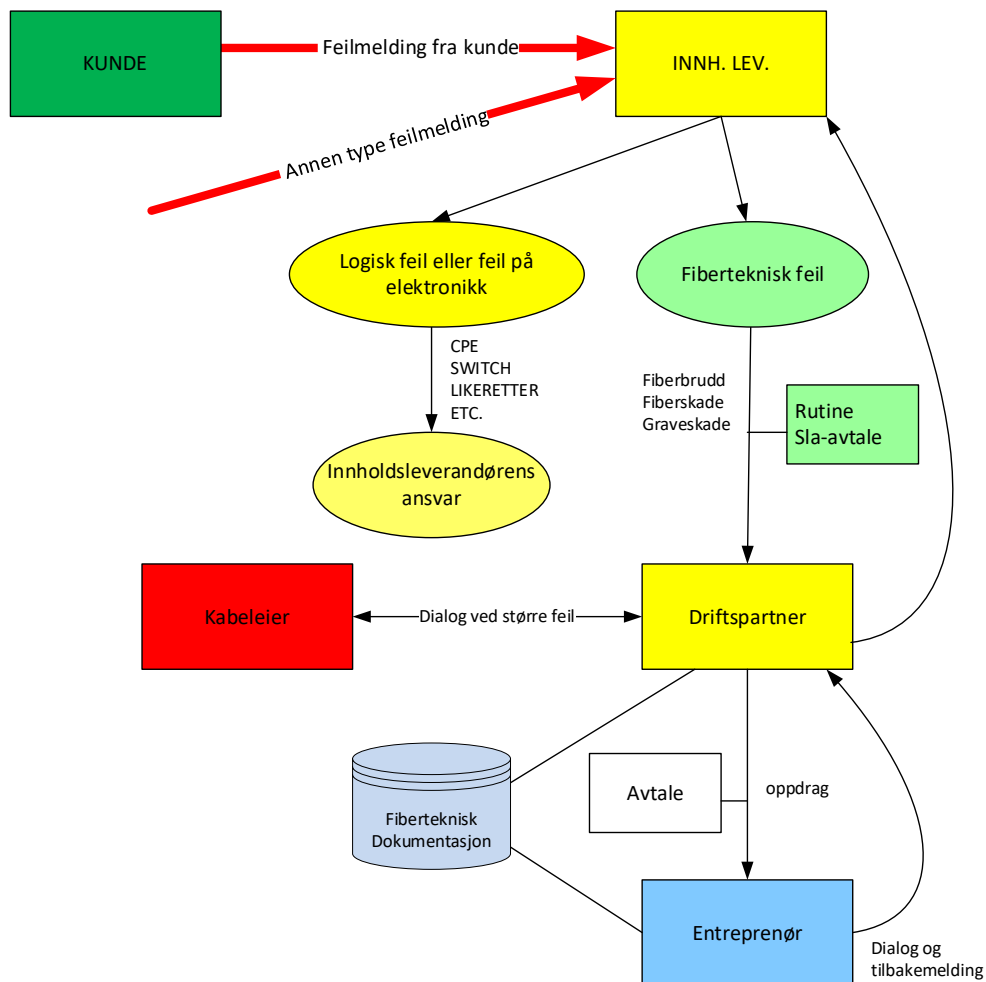 KUNDE
Feilmelding fra kunde
INNH. LEV.
Annen type feilmelding
Logisk feil eller feil på
elektronikk
Fiberteknisk feil
CPE
SWITCH
LIKERETTER
ETC.
Fiberbrudd
Fiberskade
Graveskade
Rutine
Sla-avtale
Innholdsleverandørens
ansvar
Kabeleier
Dialog ved større feil
Driftspartner
Fiberteknisk
Dokumentasjon
Avtale
oppdrag
Entreprenør
Dialog og
tilbakemelding